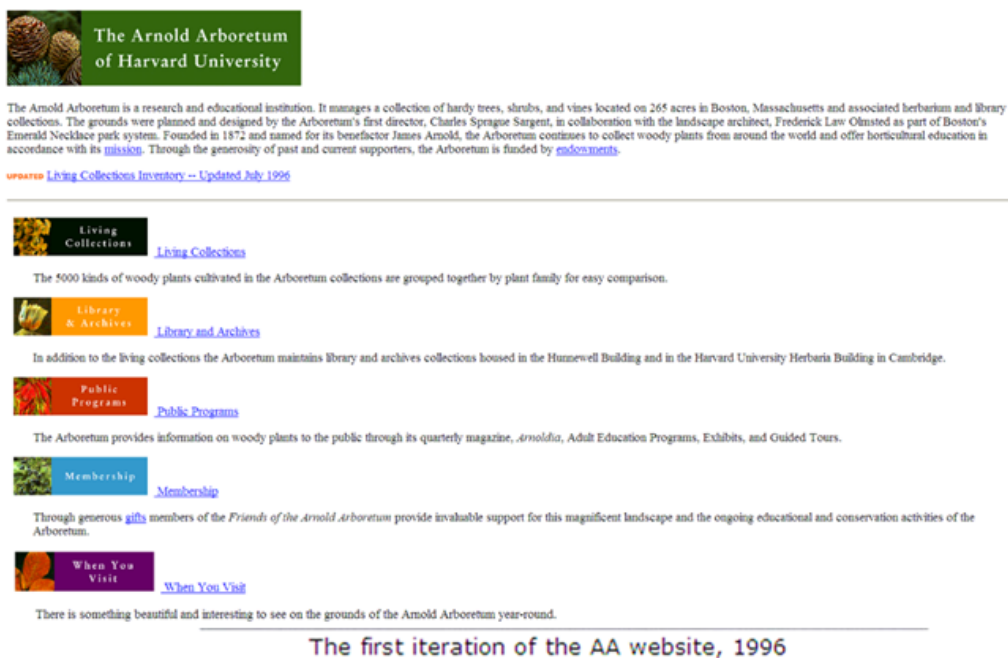 The Arnold Arboretum
of Harvard University
The Arnold Arboretum is a research and educational institution. It manages a collection of hardy trees, shrubs, and vines located on 265 acres in Boston, Massachusetts and associated herbarium and library
collections. The grounds were planned and designed by the Arboretum's first director, Charles Sprague Sargent, in collaboration with the landscape architect, Frederick Law Olmsted as part of Boston's
Emerald Necklace park system. Founded in 1872 and named for its benefactor James Arnold, the Arboretum continues to collect woody plants from around the world and offer horticultural education in
accordance with its mission. Through the generosity of past and current supporters, the Arboretum is funded by endowments.
UPDATED Living Collections Inventory -- Updated July 1996
Living
Collections
Living Collections
The 5000 kinds of woody plants cultivated in the Arboretum collections are grouped together by plant family for easy comparison.
Library
& Archives
Library and Archives
In addition to the living collections the Arboretum maintains library and archives collections housed in the Hunnewell Building and in the Harvard University Herbaria Building in Cambridge.
Public
Programs
Public Programs
The Arboretum provides information on woody plants to the public through its quarterly magazine, Arnoldia, Adult Education Programs, Exhibits, and Guided Tours.
Membership
Membership
Through generous gifts members of the Friends of the Arnold Arboretum provide invaluable support for this magnificent landscape and the ongoing educational and conservation activities of the
Arboretum.
When You
Visit
When You Visit
There is something beautiful and interesting to see on the grounds of the Arnold Arboretum year-round.
The first iteration of the AA website, 1996